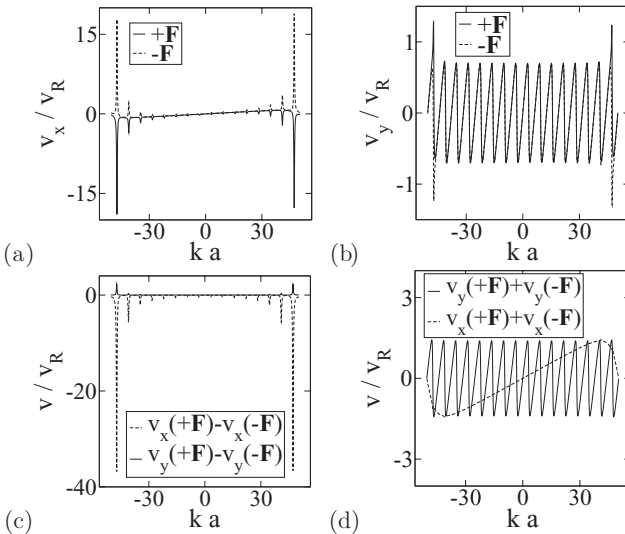 15
0
-15
v_x / v_R
+F
-F
-30 0 30
k a
(a)
1
0
-1
v_y / v_R
+F
-F
-30 0 30
k a
(b)
0
-20
-40
v / v_R
v_x(+F)-v_x(-F)
v_y(+F)-v_y(-F)
-30 0 30
k a
(c)
3
0
-3
v / v_R
v_y(+F)+v_y(-F)
v_x(+F)+v_x(-F)
-30 0 30
k a
(d)